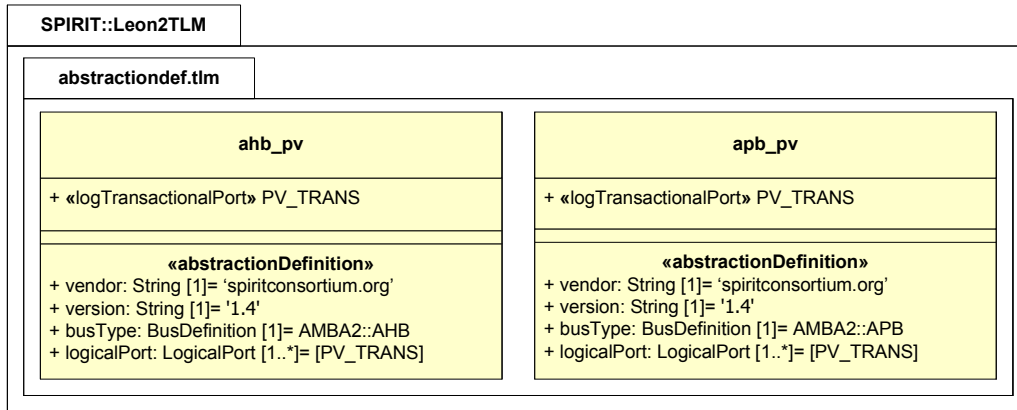 SPIRIT::Leon2TLM
abstractiondef.tlm
ahb_pv
+ «logTransactionalPort» PV_TRANS
«abstractionDefinition»
+ vendor: String [1]= ‘spiritconsortium.org’
+ version: String [1]= '1.4'
+ busType: BusDefinition [1]= AMBA2::AHB
+ logicalPort: LogicalPort [1..*]= [PV_TRANS]
apb_pv
+ «logTransactionalPort» PV_TRANS
«abstractionDefinition»
+ vendor: String [1]= ‘spiritconsortium.org’
+ version: String [1]= '1.4'
+ busType: BusDefinition [1]= AMBA2::APB
+ logicalPort: LogicalPort [1..*]= [PV_TRANS]